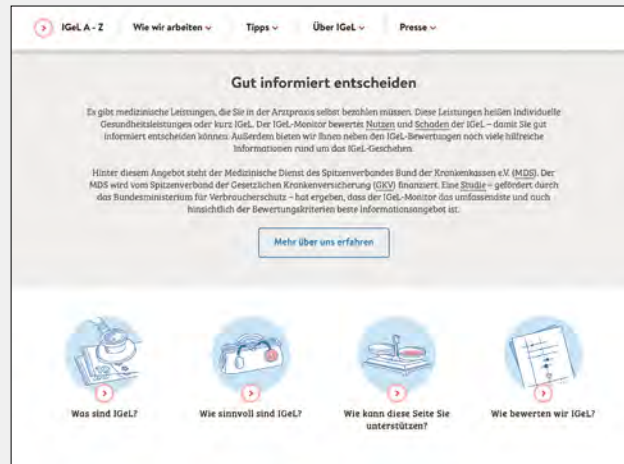 IGeL A - Z Wie wir arbeiten Tipps Über IGeL Presse
Gut informiert entscheiden
Es gibt medizinische Leistungen, die Sie in der Arztpraxis selbst bezahlen müssen. Diese Leistungen heißen Individuelle
Gesundheitsleistungen oder kurz IGeL. Der IGeL-Monitor bewertet Nutzen und Schaden der IGeL – damit Sie gut
informiert entscheiden können. Außerdem bieten wir Ihnen neben den IGeL-Bewertungen noch viele hilfreiche
Informationen rund um das IGeL-Geschehen.
Hinter diesem Angebot steht der Medizinische Dienst des Spitzenverbandes Bund der Krankenkassen e.V. (MDS). Der
MDS wird vom Spitzenverband der Gesetzlichen Krankenversicherung (GKV) finanziert. Eine Studie – gefördert durch
das Bundesministerium für Verbraucherschutz – hat ergeben, dass der IGeL-Monitor das umfassendste und auch
hinsichtlich der Bewertungskriterien beste Informationsangebot ist.
Mehr über uns erfahren
Was sind IGeL?
Wie sinnvoll sind IGeL?
Wie kann diese Seite Sie
unterstützen?
Wie bewerten wir IGeL?